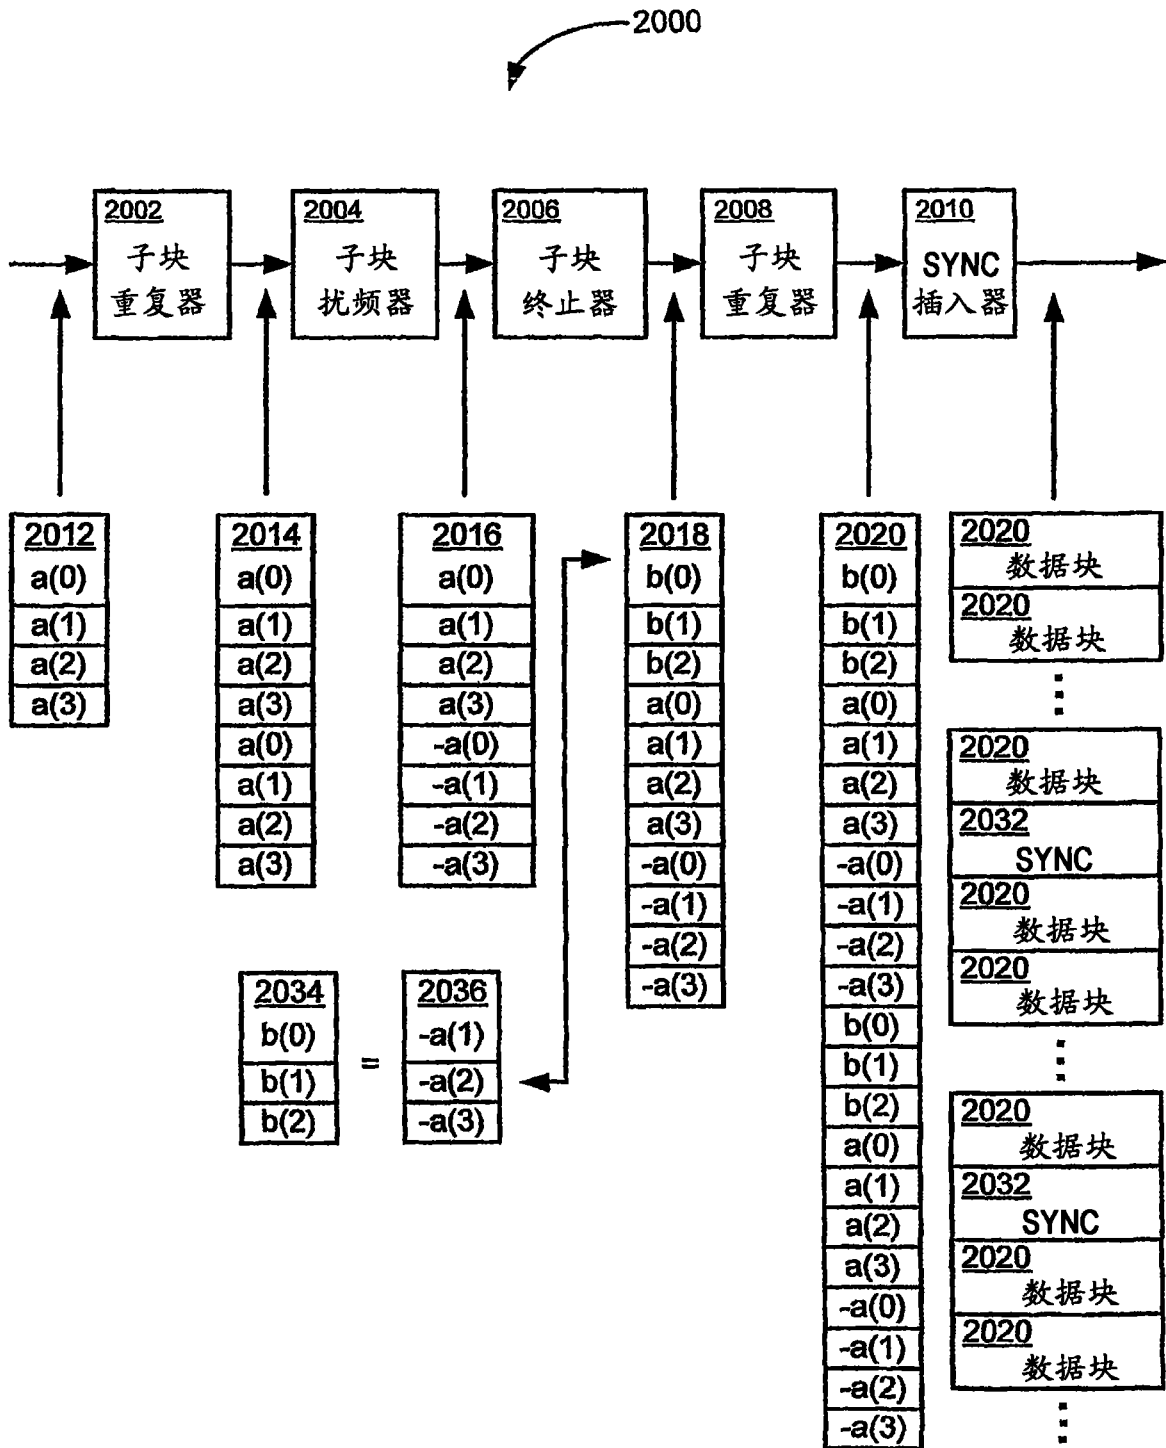 2000
2002
子块
重复器
2004
子块
扰频器
2006
子块
终止器
2008
子块
重复器
2010
SYNC
插入器
2012
a(0)
a(1)
a(2)
a(3)
2014
a(0)
a(1)
a(2)
a(3)
a(0)
a(1)
a(2)
a(3)
2016
a(0)
a(1)
a(2)
a(3)
-a(0)
-a(1)
-a(2)
-a(3)
2034
b(0)
b(1)
b(2)
=
2036
-a(1)
-a(2)
-a(3)
2018
b(0)
b(1)
b(2)
a(0)
a(1)
a(2)
a(3)
-a(0)
-a(1)
-a(2)
-a(3)
2020
b(0)
b(1)
b(2)
a(0)
a(1)
a(2)
a(3)
-a(0)
-a(1)
-a(2)
-a(3)
b(0)
b(1)
b(2)
a(0)
a(1)
a(2)
a(3)
-a(0)
-a(1)
-a(2)
-a(3)
2020
数据块
2020
数据块
2020
数据块
2032
SYNC
2020
数据块
2020
数据块
2020
数据块
2032
SYNC
2020
数据块
2020
数据块